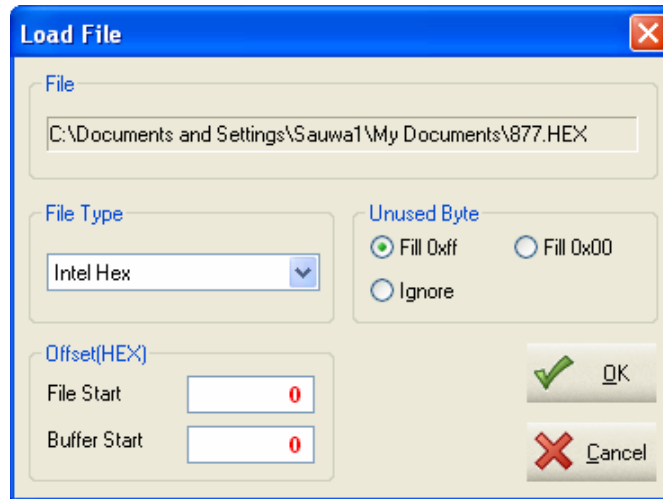 Load File
File
C:\Documents and Settings\Sauwa1\My Documents\877.HEX
File Type
Intel Hex
Unused Byte
Fill 0xff
Fill 0x00
Ignore
Offset(HEX)
File Start
0
Buffer Start
0
OK
Cancel